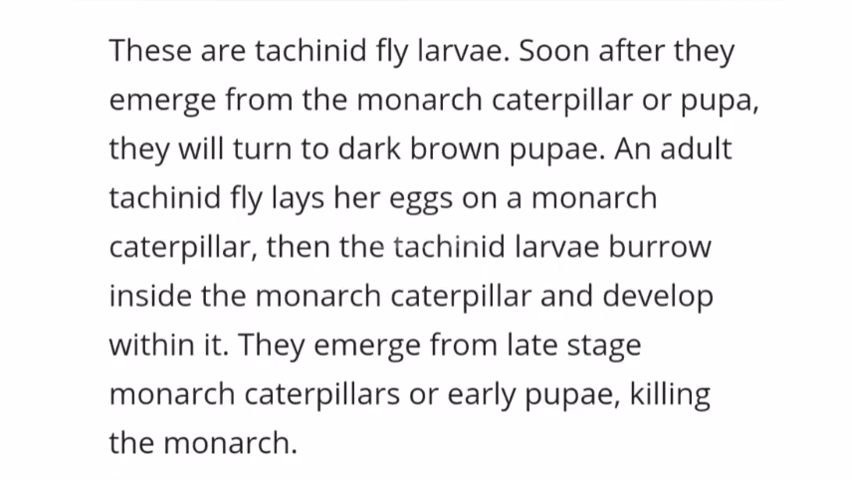 These are tachinid fly larvae. Soon after they
emerge from the monarch caterpillar or pupa,
they will turn to dark brown pupae. An adult
tachinid fly lays her eggs on a monarch
caterpillar, then the tachinid larvae burrow
inside the monarch caterpillar and develop
within it. They emerge from late stage
monarch caterpillars or early pupae, killing
the monarch.